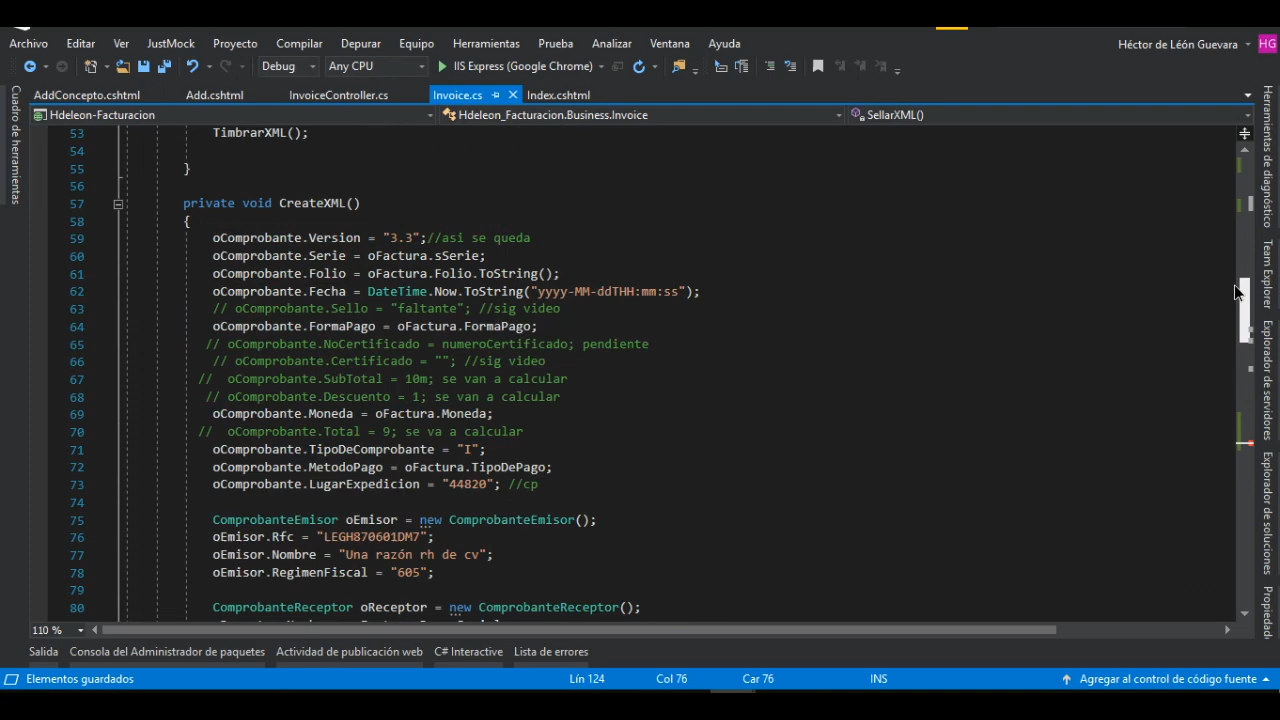 Archivo Editar Ver JustMock Proyecto Compilar Depurar Equipo Herramientas Prueba Analizar Ventana Ayuda Héctor de León Guevara HG
Debug Any CPU IIS Express (Google Chrome)
AddConcepto.cshtml Add.cshtml InvoiceController.cs Invoice.cs Index.cshtml
Hdeleon-Facturacion Hdeleon_Facturacion.Business.Invoice SellarXML()
Cuadro de herramientas
53 TimbrarXML();
54
55 }
56
57 private void CreateXML()
58 {
59 oComprobante.Version = "3.3";//asi se queda
60 oComprobante.Serie = oFactura.sSerie;
61 oComprobante.Folio = oFactura.Folio.ToString();
62 oComprobante.Fecha = DateTime.Now.ToString("yyyy-MM-ddTHH:mm:ss");
63 // oComprobante.Sello = "faltante"; //sig video
64 oComprobante.FormaPago = oFactura.FormaPago;
65 // oComprobante.NoCertificado = numeroCertificado; pendiente
66 // oComprobante.Certificado = ""; //sig video
67 // oComprobante.SubTotal = 10m; se van a calcular
68 // oComprobante.Descuento = 1; se van a calcular
69 oComprobante.Moneda = oFactura.Moneda;
70 // oComprobante.Total = 9; se va a calcular
71 oComprobante.TipoDeComprobante = "I";
72 oComprobante.MetodoPago = oFactura.TipoDePago;
73 oComprobante.LugarExpedicion = "44820"; //cp
74
75 ComprobanteEmisor oEmisor = new ComprobanteEmisor();
76 oEmisor.Rfc = "LEGH870601DM7";
77 oEmisor.Nombre = "Una razón rh de cv";
78 oEmisor.RegimenFiscal = "605";
79
80 ComprobanteReceptor oReceptor = new ComprobanteReceptor();
Herramientas de diagnóstico
Team Explorer
Explorador de servidores
Explorador de soluciones
Propiedad
110 %
Salida Consola del Administrador de paquetes Actividad de publicación web C# Interactive Lista de errores
Elementos guardados Lín 124 Col 76 Car 76 INS Agregar al control de código fuente